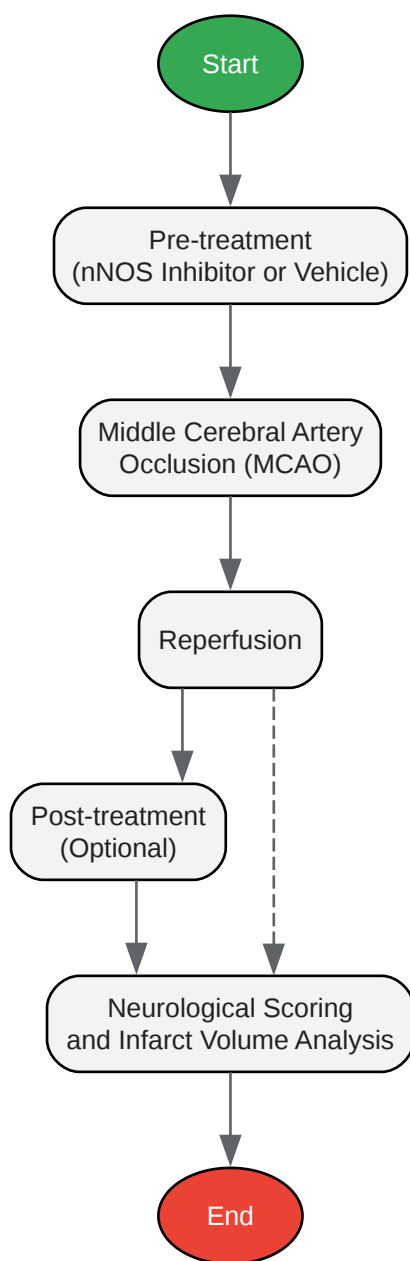 Start
Pre-treatment
(nNOS Inhibitor or Vehicle)
Middle Cerebral Artery
Occlusion (MCAO)
Reperfusion
Post-treatment
(Optional)
Neurological Scoring
and Infarct Volume Analysis
End